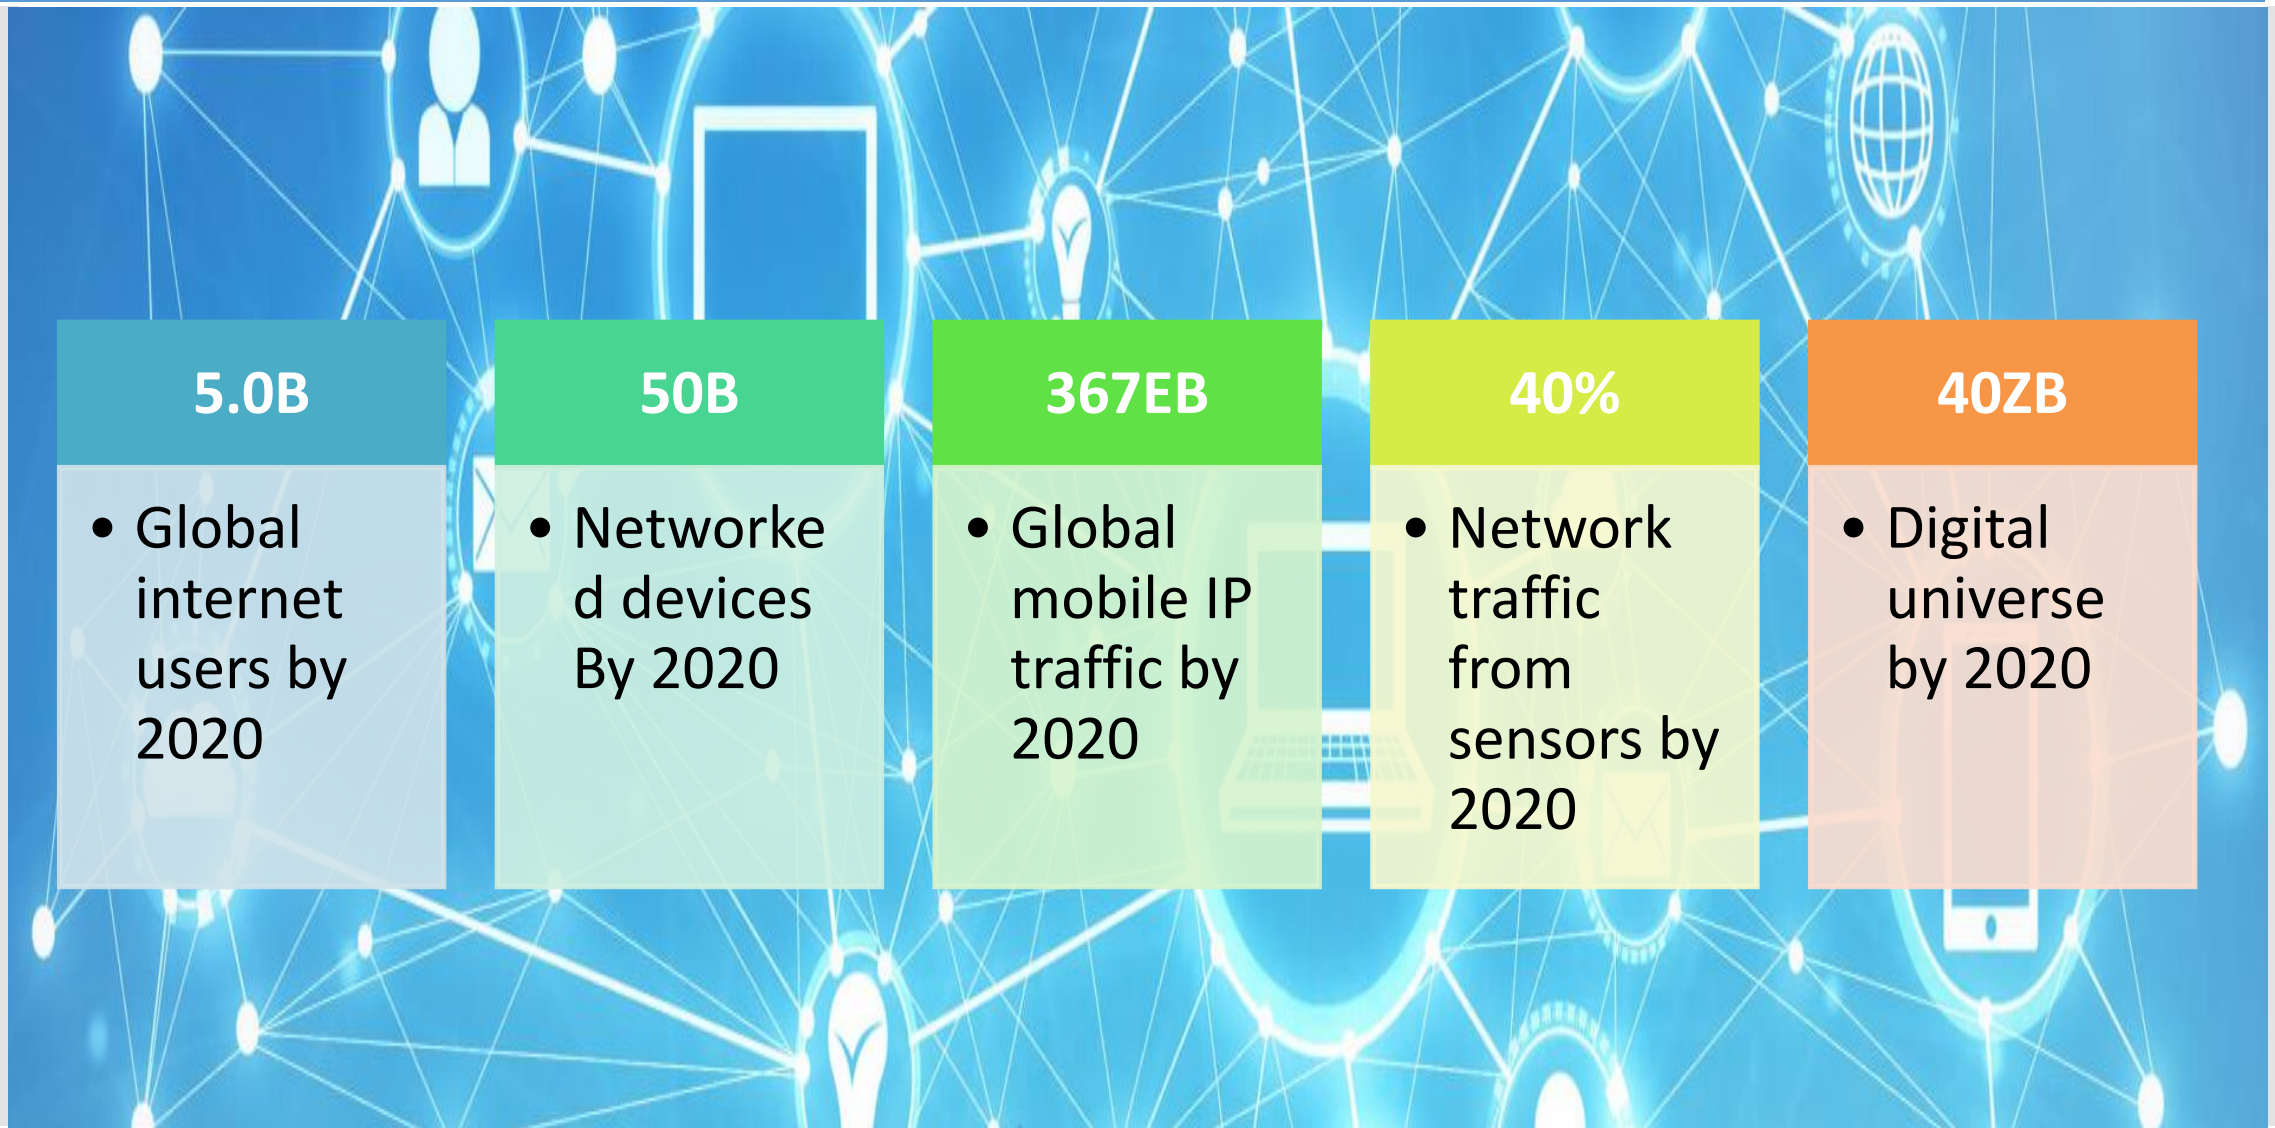 5.0B
• Global
internet
users by
2020
50B
• Networke
d devices
By 2020
367EB
• Global
mobile IP
traffic by
2020
40%
• Network
traffic
from
sensors by
2020
40ZB
• Digital
universe
by 2020